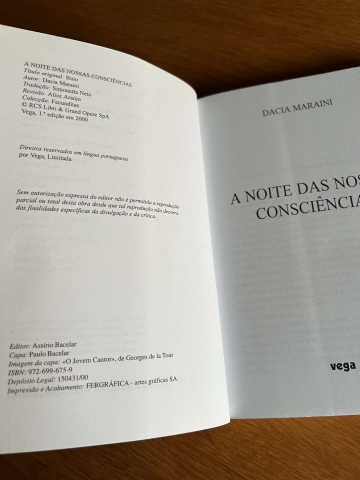 A NOITE DAS NOSSAS CONSCIÊNCIAS
Título original: Buio
Autor: Dacia Maraini
Tradução: Simonetta Neto
Revisão: Alice Araújo
Colecção: Fecunditas
© RCS Libri & Grand Opere SpA
Vega, 1.ª edição em 2000
Direitos reservados em língua portuguesa
por Vega, Limitada
Sem autorização expressa do editor não é permitida a reprodução
parcial ou total desta obra desde que tal reprodução não decorra
das finalidades específicas da divulgação e da crítica.
Editor: Assírio Bacelar
Capa: Paulo Bacelar
Imagem da capa: «O Jovem Cantor», de Georges de la Tour
ISBN: 972-699-675-9
Depósito Legal: 150431/00
Impressão e Acabamento: FERGRÁFICA - artes gráficas SA
DACIA MARAINI
A NOITE DAS NOS
CONSCIÊNCIA
vega